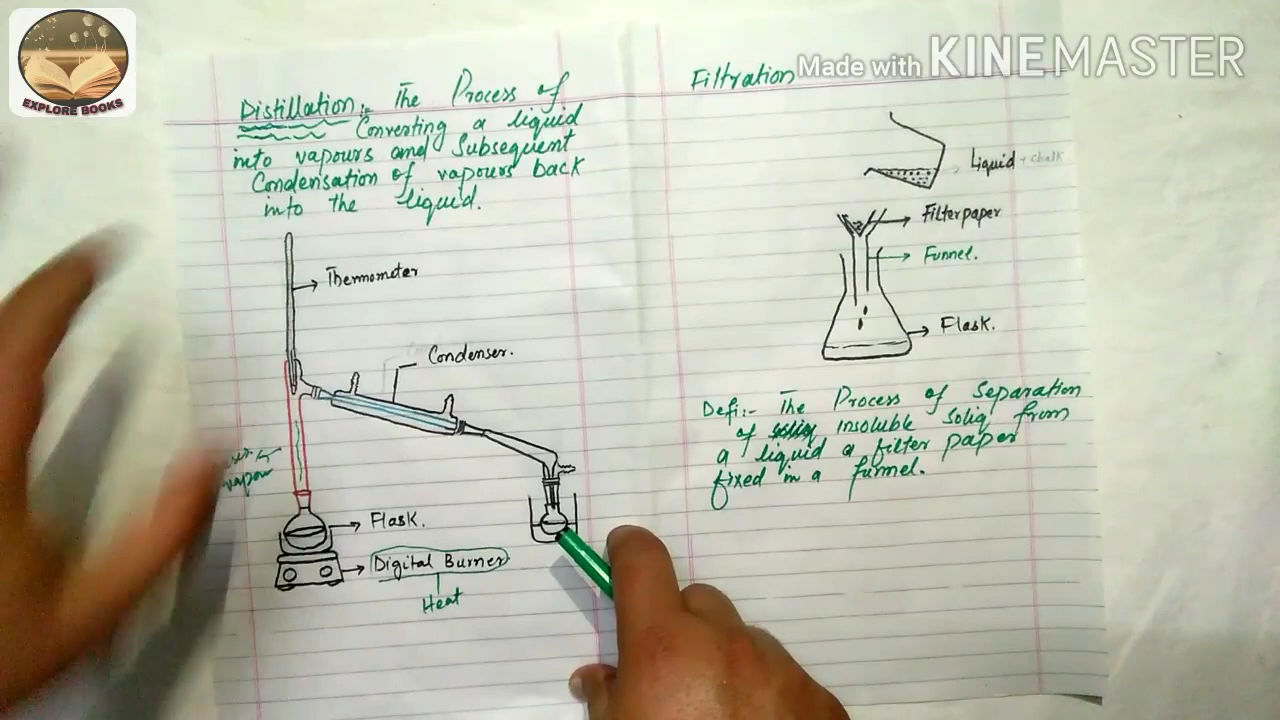 EXPLORE BOOKS
Made with KINEMASTER
Distillation:- The Process of
Converting a liquid
into vapours and Subsequent
Condensation of vapours back
into the liquid.
Thermometer
Condenser.
vapour
Flask.
Digital Burner
Heat
Filtration
Liquid + chalk
Filterpaper
Funnel.
Flask.
Defi:- The Process of Separation
of insoluble soliq from
a liquid a filter paper
fixed in a funnel.